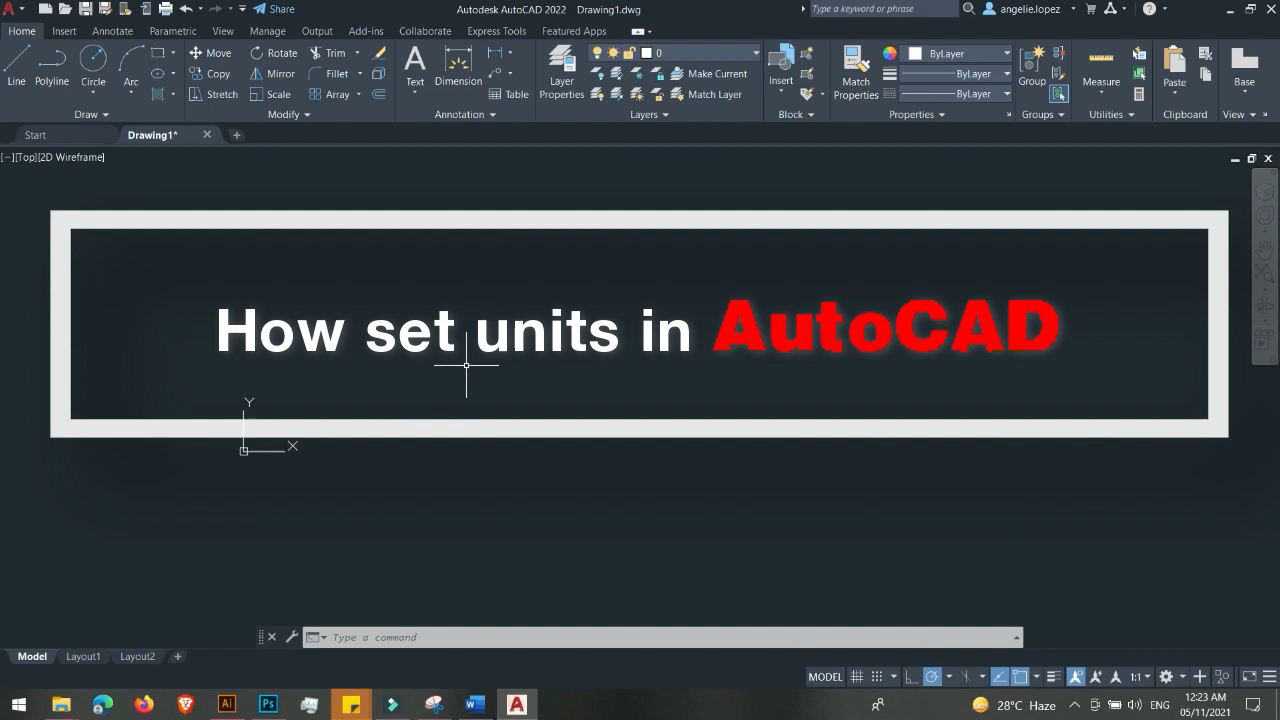 Autodesk AutoCAD 2022 Drawing1.dwg
Share
Type a keyword or phrase
angelie.lopez
Home Insert Annotate Parametric View Manage Output Add-ins Collaborate Express Tools Featured Apps
Line Polyline Circle Arc
Move Rotate Trim
Copy Mirror Fillet
Stretch Scale Array
Text Dimension Table
Layer Properties
0
Make Current
Match Layer
Insert
Match Properties
ByLayer
ByLayer
ByLayer
Group
Measure
Paste
Base
Draw Modify Annotation Layers Block Properties Groups Utilities Clipboard View
Start Drawing1*
[−][Top][2D Wireframe]
How set units in AutoCAD
Y
X
Type a command
Model Layout1 Layout2
MODEL 1:1
28°C Haze ENG
12:23 AM
05/11/2021